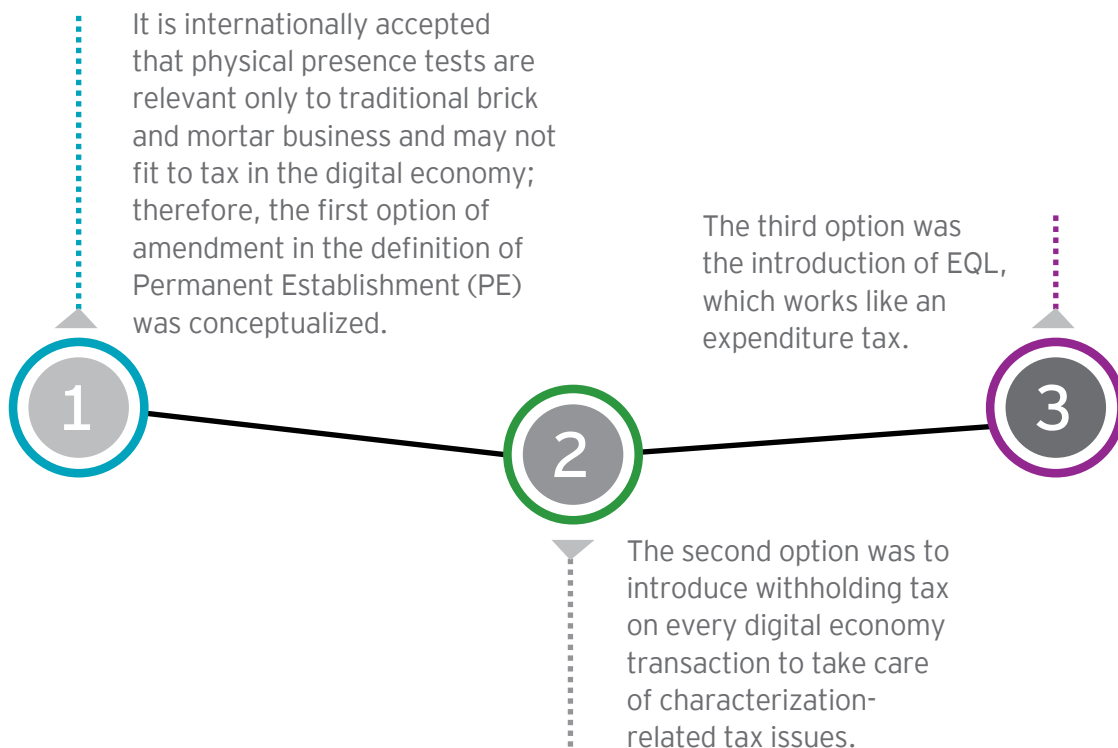 It is internationally accepted
that physical presence tests are
relevant only to traditional brick
and mortar business and may not
fit to tax in the digital economy;
therefore, the first option of
amendment in the definition of
Permanent Establishment (PE)
was conceptualized.
1
2
The second option was to
introduce withholding tax
on every digital economy
transaction to take care
of characterization-
related tax issues.
The third option was
the introduction of EQL,
which works like an
expenditure tax.
3